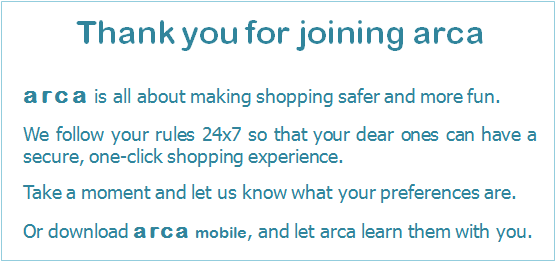 Thank you for joining arca
arca is all about making shopping safer and more fun.
We follow your rules 24x7 so that your dear ones can have a
secure, one-click shopping experience.
Take a moment and let us know what your preferences are.
Or download arca mobile, and let arca learn them with you.